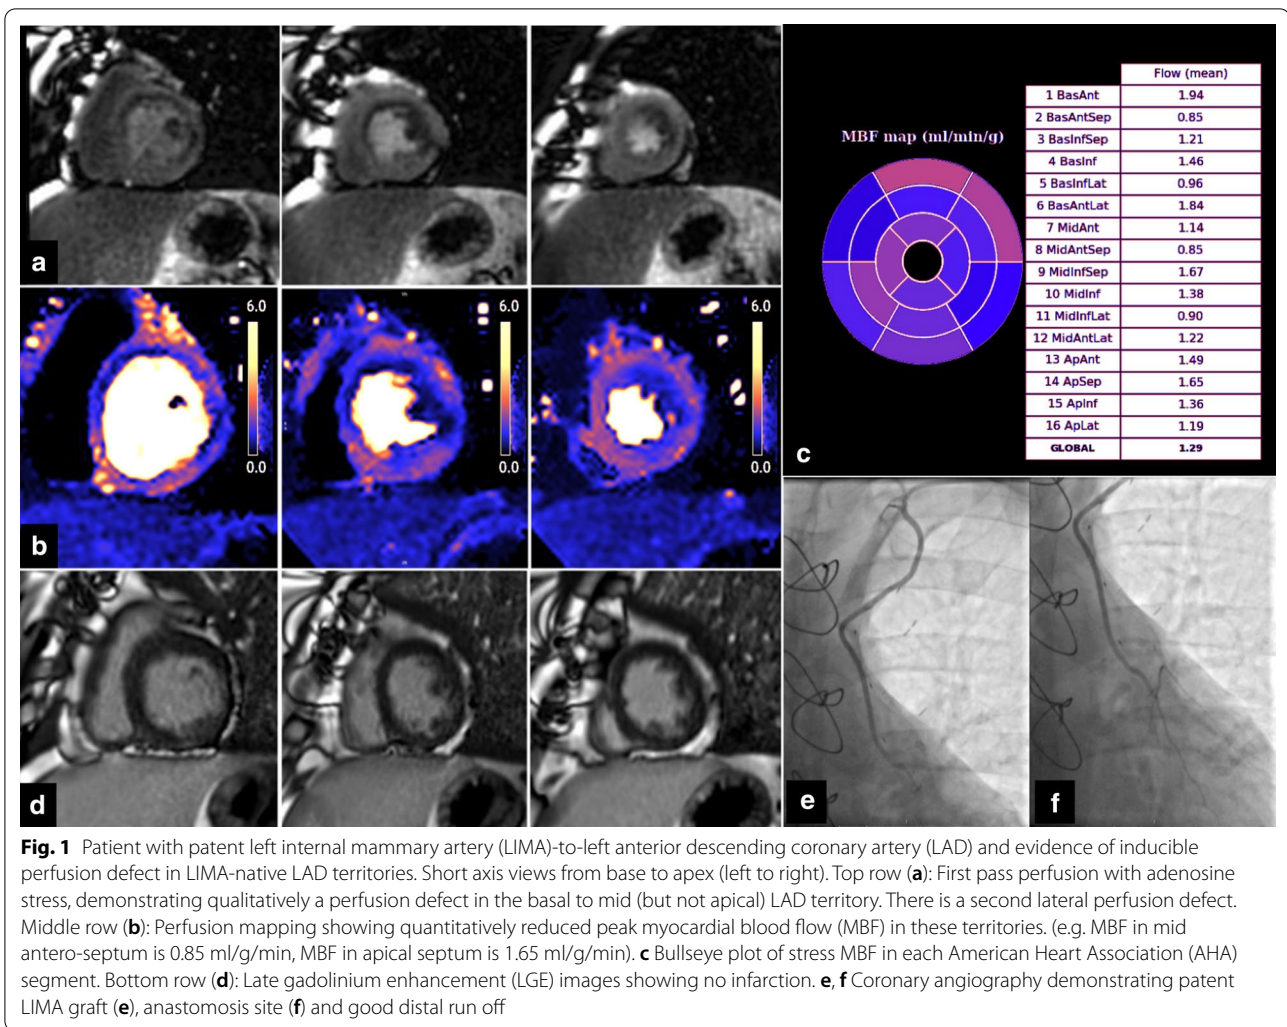 a
6.0
0.0
6.0
0.0
6.0
0.0
b
d
MBF map (ml/min/g)
Flow (mean)
1 BasAnt 1.94
2 BasAntSep 0.85
3 BasInfSep 1.21
4 BasInf 1.46
5 BasInfLat 0.96
6 BasAntLat 1.84
7 MidAnt 1.14
8 MidAntSep 0.85
9 MidInfSep 1.67
10 MidInf 1.38
11 MidInfLat 0.90
12 MidAntLat 1.22
13 ApAnt 1.49
14 ApSep 1.65
15 ApInf 1.36
16 ApLat 1.19
GLOBAL 1.29
c
e
f
Fig. 1 Patient with patent left internal mammary artery (LIMA)-to-left anterior descending coronary artery (LAD) and evidence of inducible
perfusion defect in LIMA-native LAD territories. Short axis views from base to apex (left to right). Top row (a): First pass perfusion with adenosine
stress, demonstrating qualitatively a perfusion defect in the basal to mid (but not apical) LAD territory. There is a second lateral perfusion defect.
Middle row (b): Perfusion mapping showing quantitatively reduced peak myocardial blood flow (MBF) in these territories. (e.g. MBF in mid
antero-septum is 0.85 ml/g/min, MBF in apical septum is 1.65 ml/g/min). c Bullseye plot of stress MBF in each American Heart Association (AHA)
segment. Bottom row (d): Late gadolinium enhancement (LGE) images showing no infarction. e, f Coronary angiography demonstrating patent
LIMA graft (e), anastomosis site (f) and good distal run off